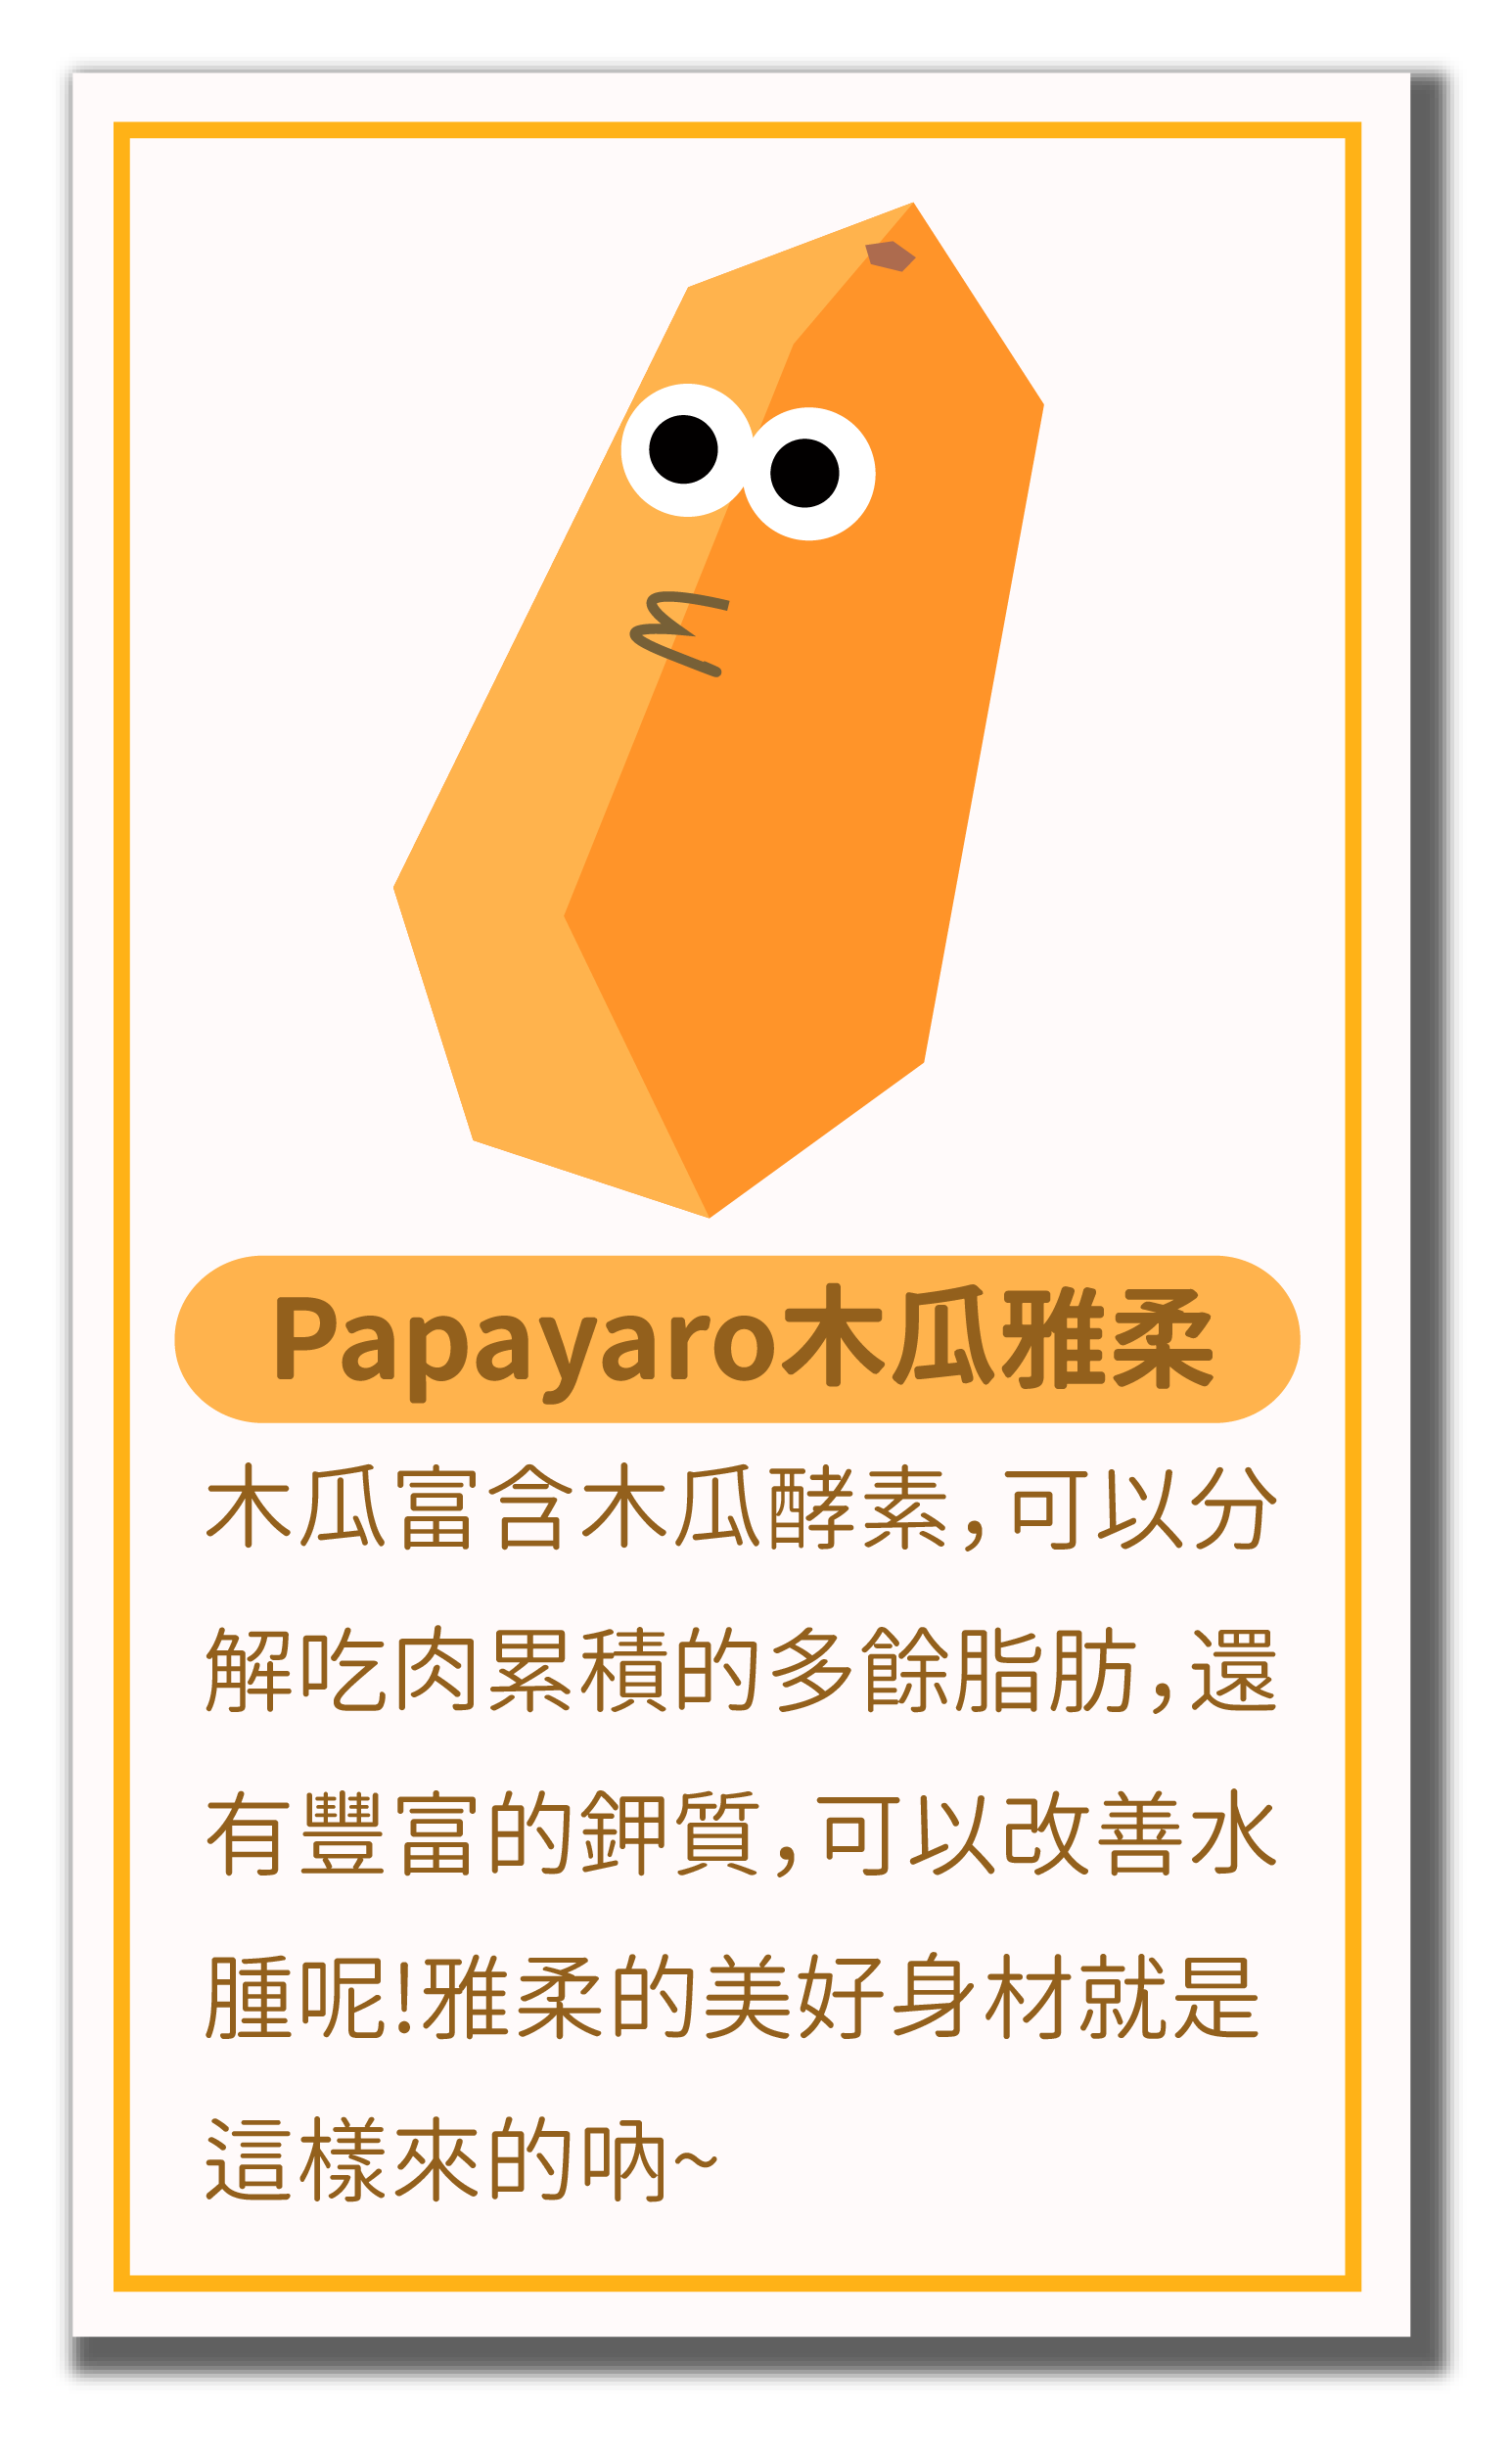 Papayaro木瓜雅柔
木瓜富含木瓜酵素，可以分
解吃肉累積的多餘脂肪，還
有豐富的鉀質，可以改善水
腫呢！雅柔的美好身材就是
這樣來的吶~